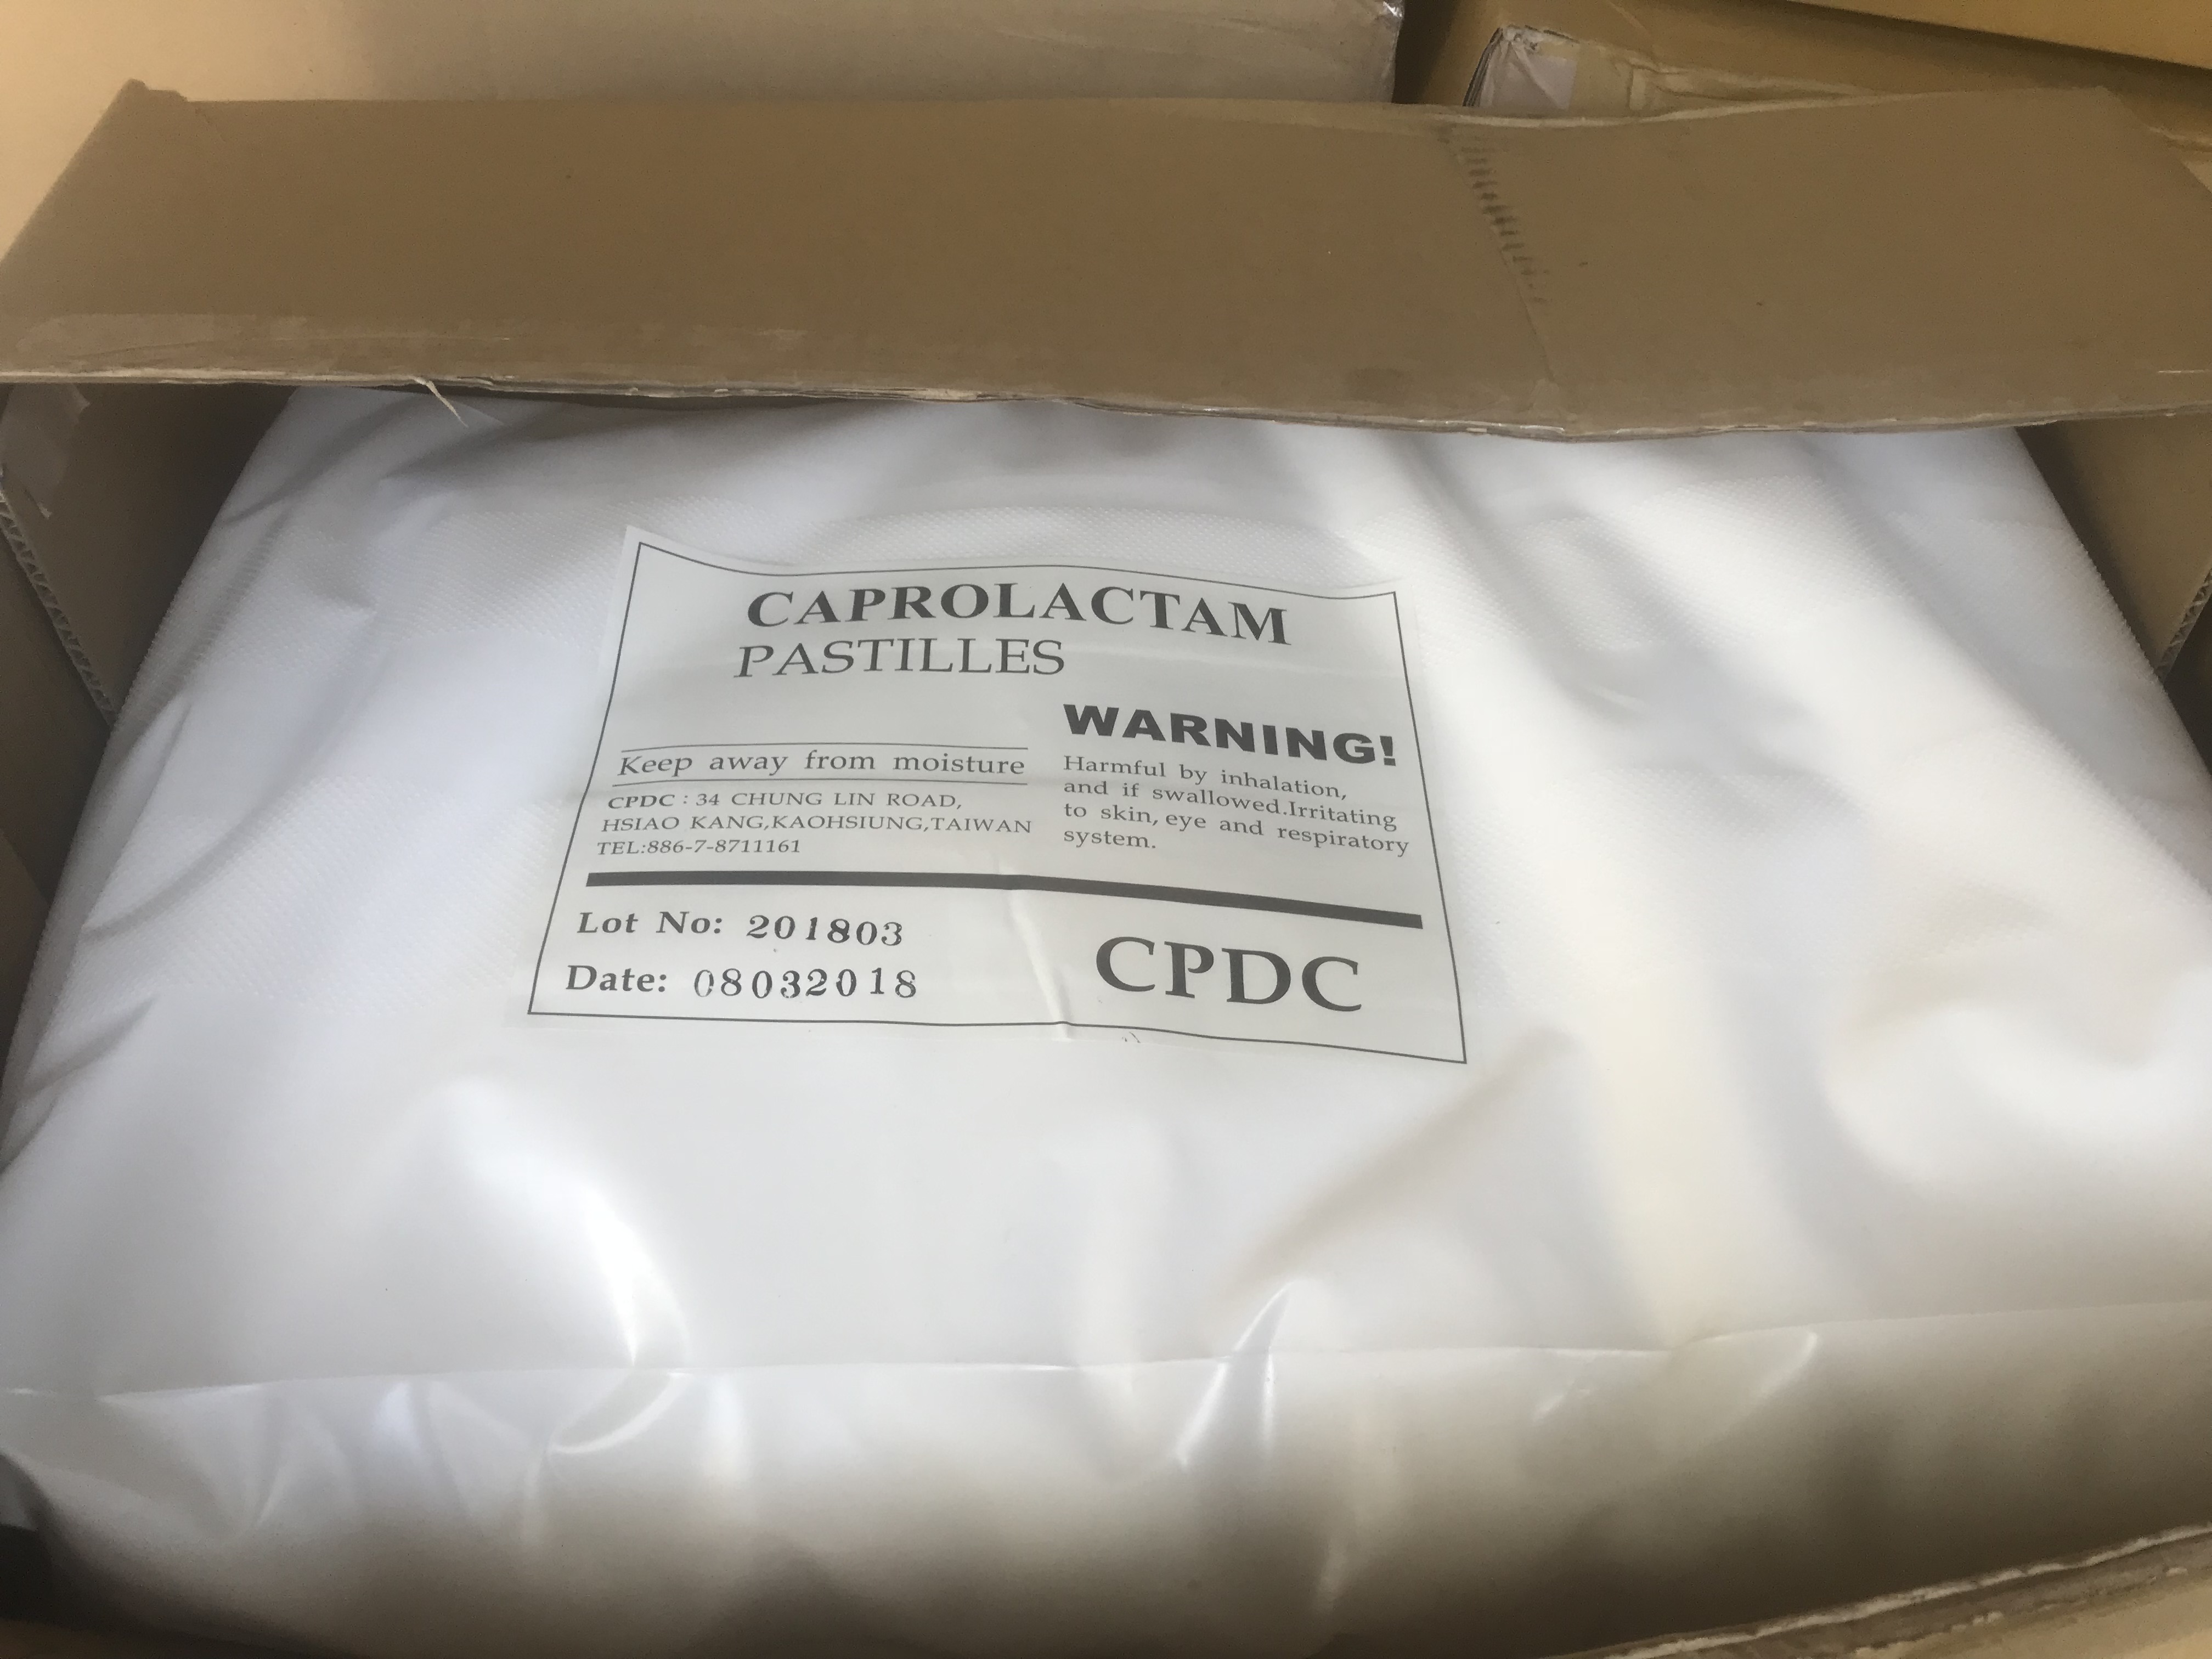 CAPROLACTAM
PASTILLES
Keep away from moisture
CPDC : 34 CHUNG LIN ROAD,
HSIAO KANG,KAOHSIUNG,TAIWAN
TEL:886-7-8711161
WARNING!
Harmful by inhalation,
and if swallowed.Irritating
to skin, eye and respiratory
system.
Lot No: 201803
Date: 08032018
CPDC